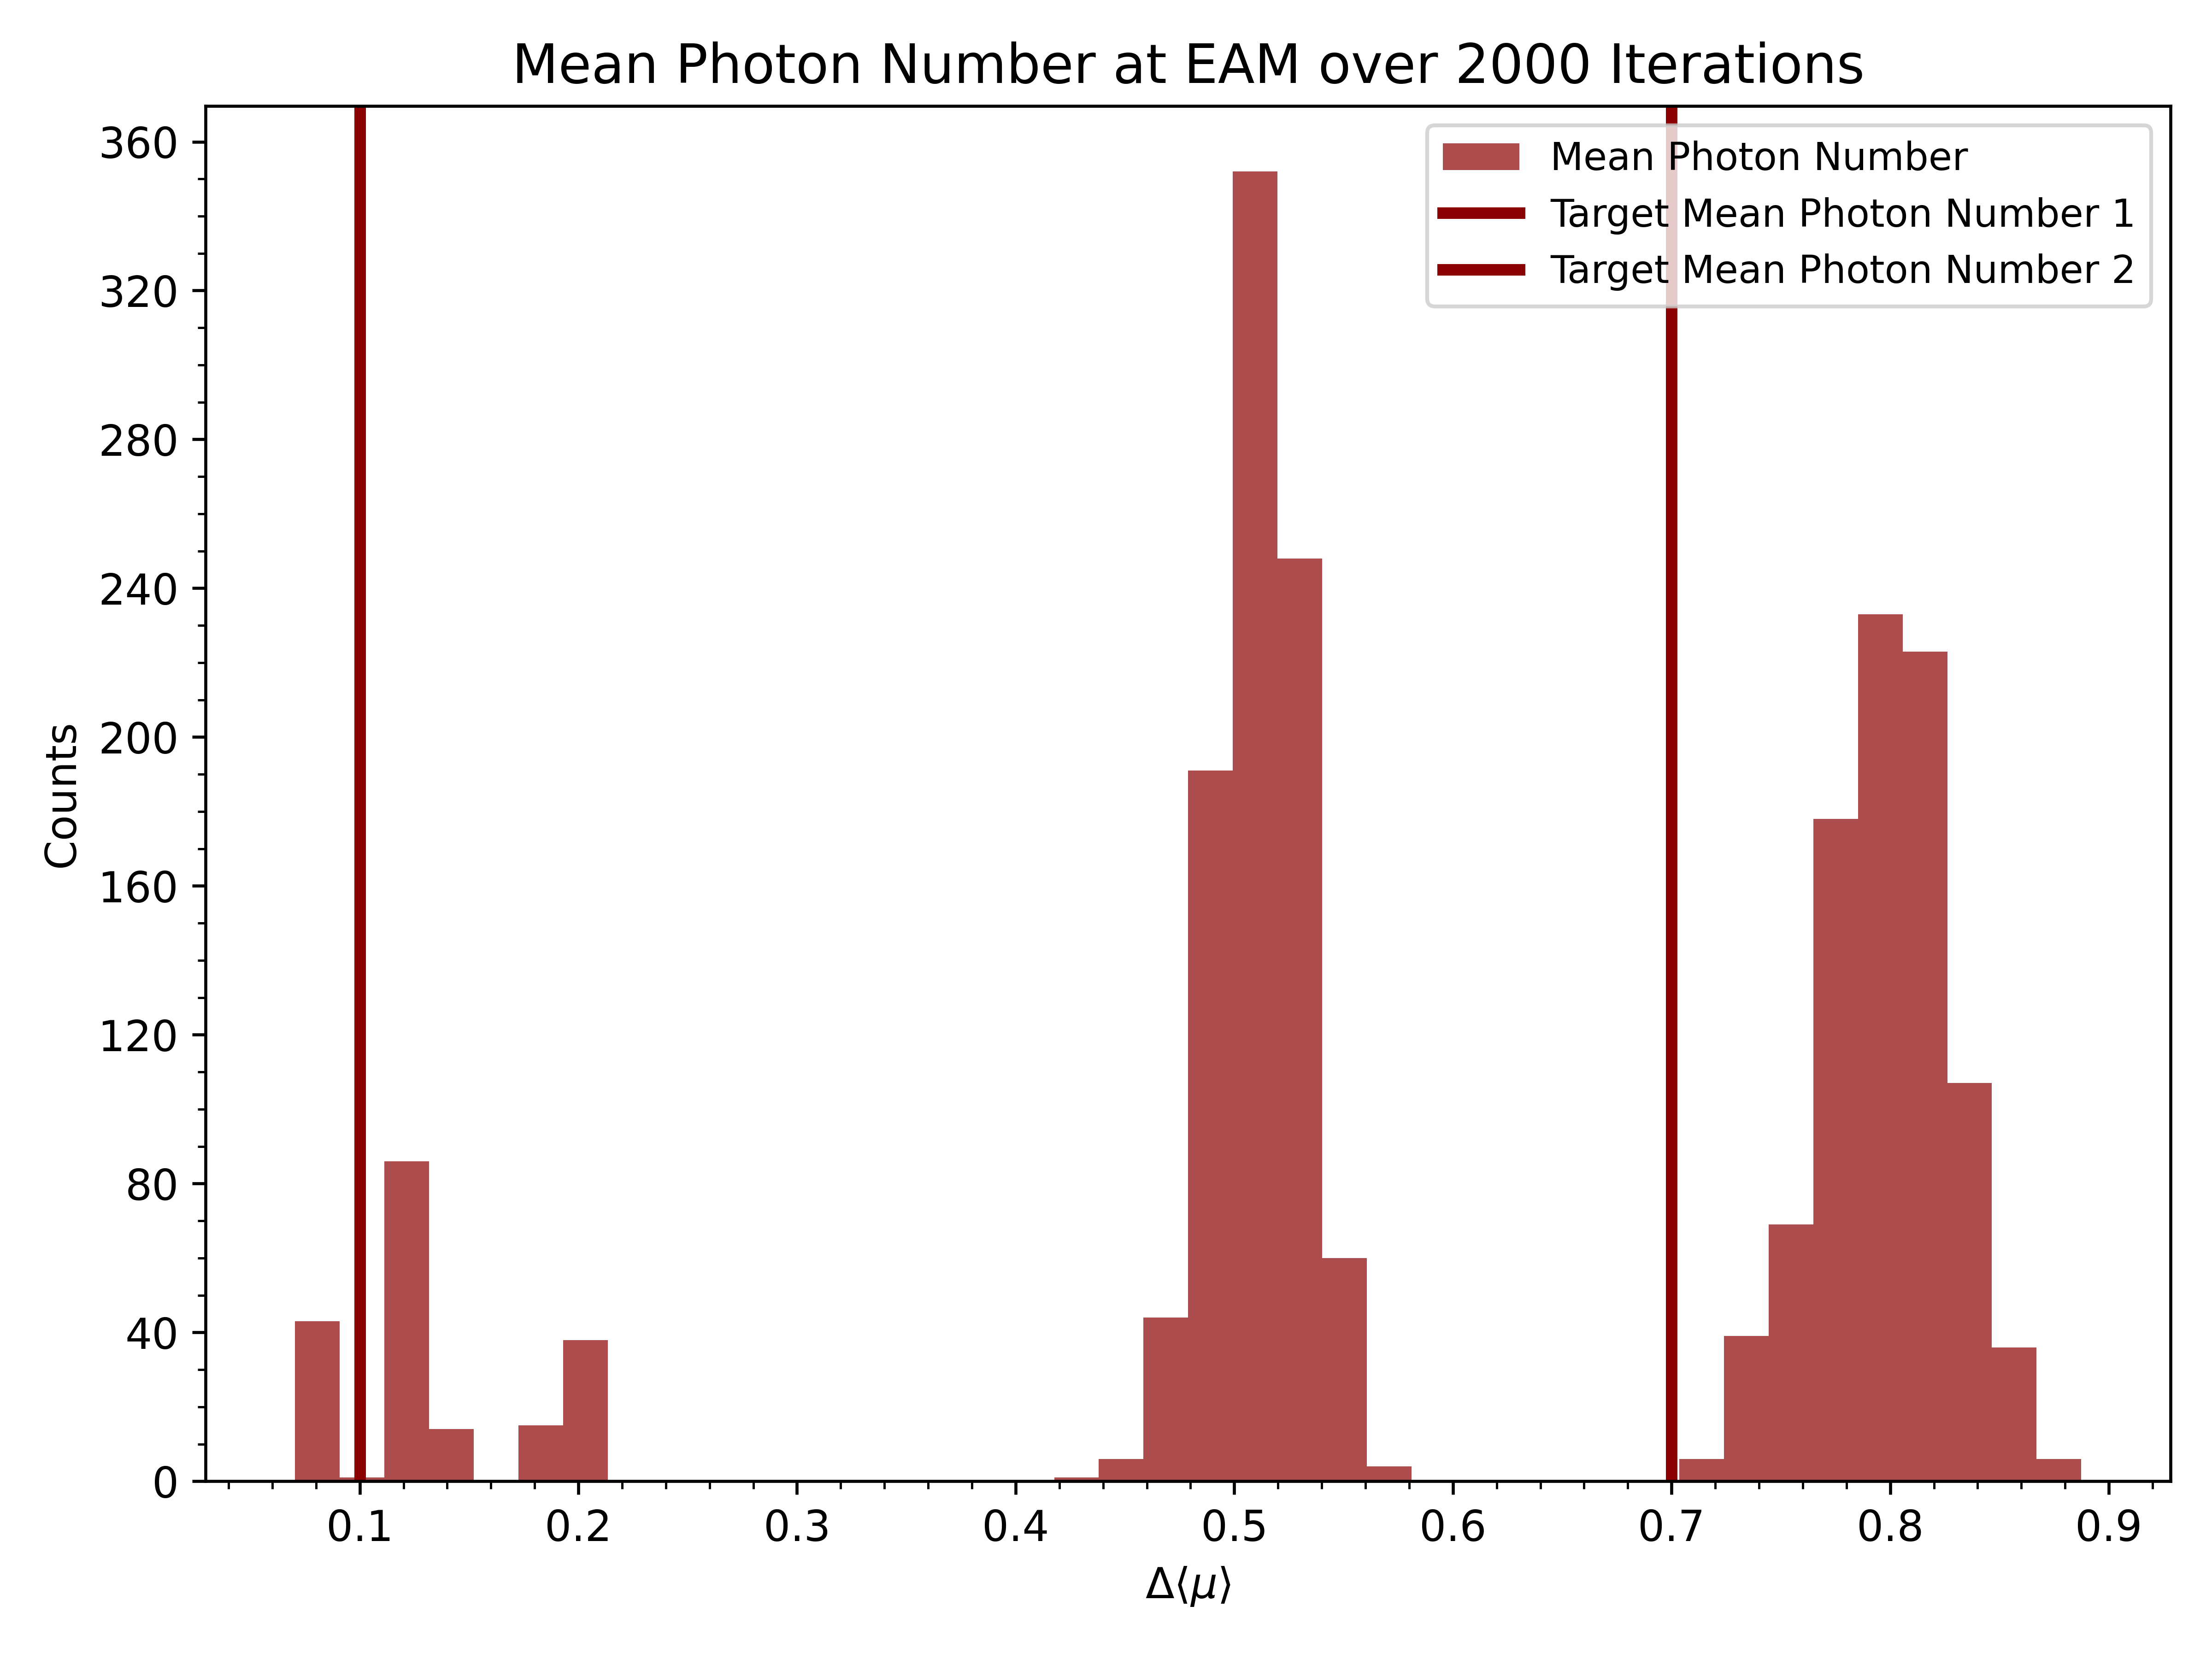 Mean Photon Number at EAM over 2000 Iterations
Mean Photon Number
Target Mean Photon Number 1
Target Mean Photon Number 2
Counts
360
320
280
240
200
160
120
80
40
0
0.1 0.2 0.3 0.4 0.5 0.6 0.7 0.8 0.9
Δ⟨μ⟩